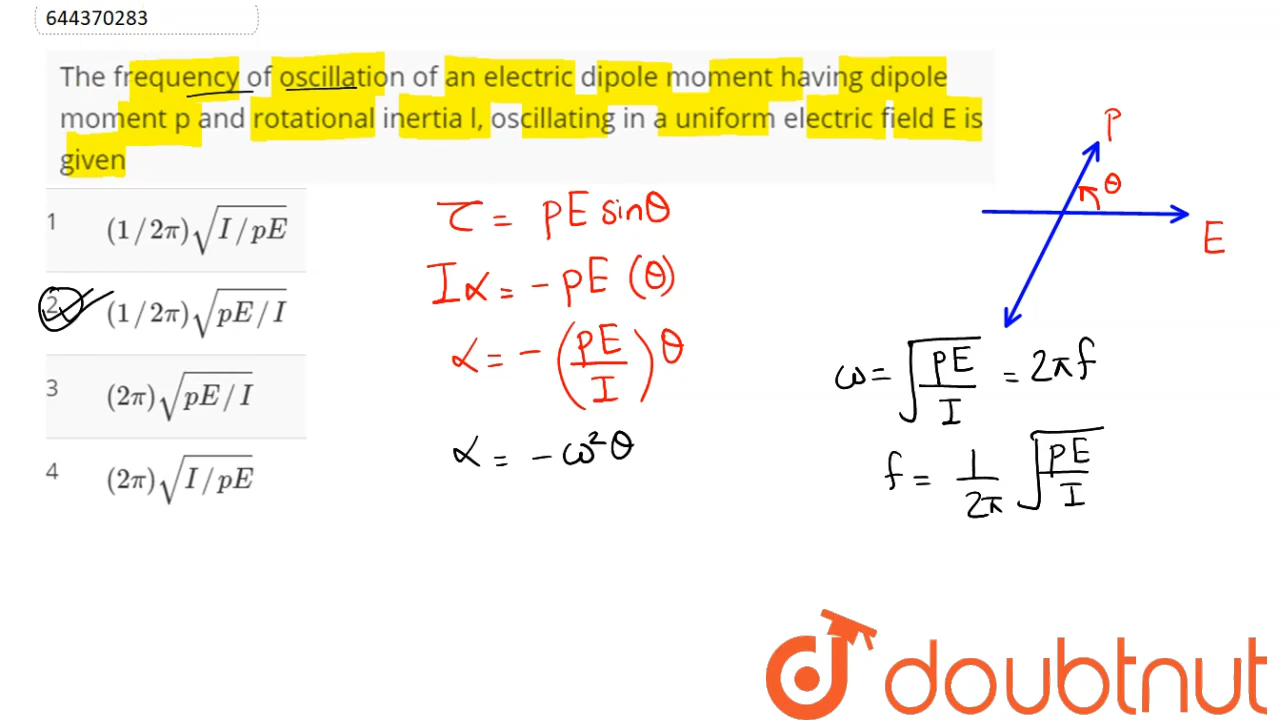 644370283
The frequency of oscillation of an electric dipole moment having dipole
moment p and rotational inertia l, oscillating in a uniform electric field E is
given
1 (1/2π)√(I/pE)
2 (1/2π)√(pE/I)
3 (2π)√(pE/I)
4 (2π)√(I/pE)
τ = pE sinθ
Iα = - pE (θ)
α = - (pE/I) θ
α = - ω²θ
P
θ
E
ω = √(pE/I) = 2πf
f = 1/2π √(pE/I)
doubtnut